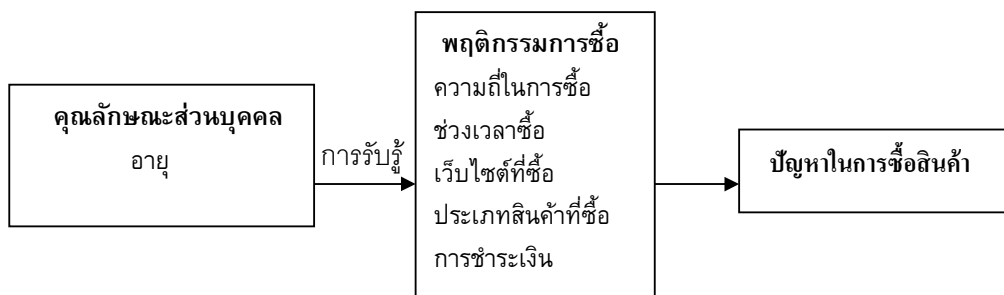 คุณลักษณะส่วนบุคคล
อายุ
การรับรู้
พฤติกรรมการซื้อ
ความถี่ในการซื้อ
ช่วงเวลาซื้อ
เว็บไซต์ที่ซื้อ
ประเภทสินค้าที่ซื้อ
การชำระเงิน
ปัญหาในการซื้อสินค้า